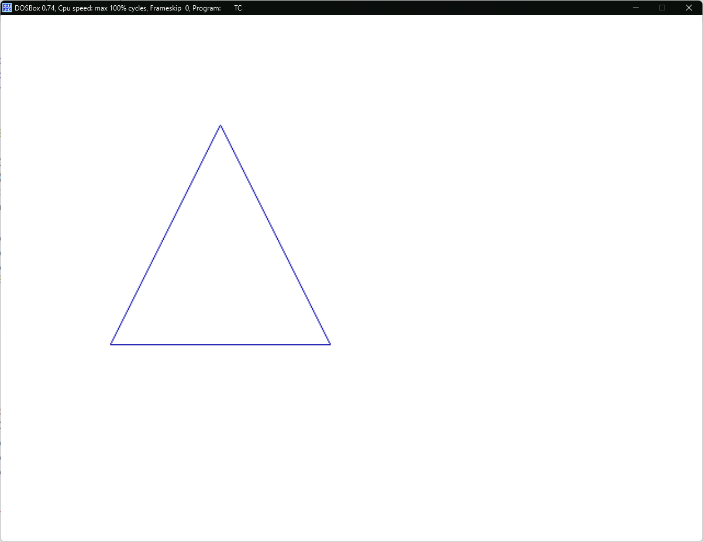 DOSBox 0.74, Cpu speed: max 100% cycles, Frameskip 0, Program: TC